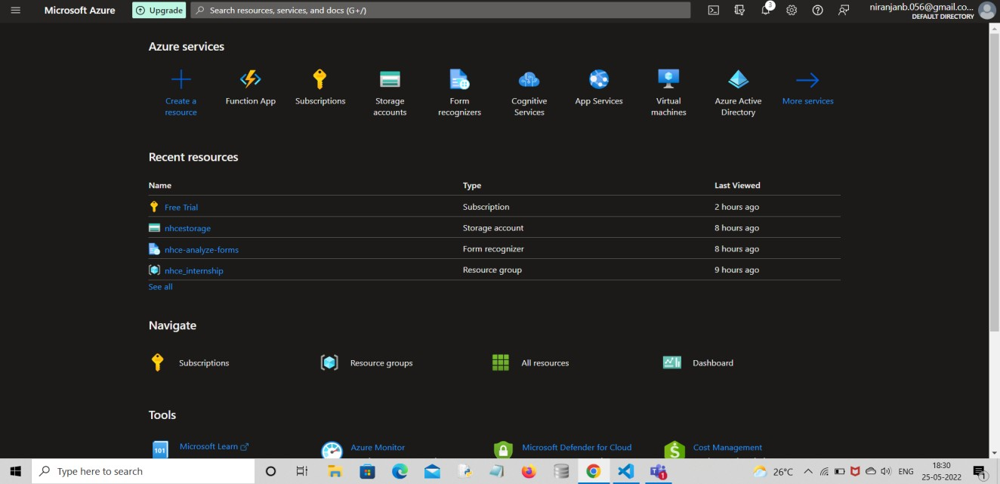 Microsoft Azure
Upgrade
Search resources, services, and docs (G+/)
3
niranjanb.056@gmail.co...
DEFAULT DIRECTORY
Azure services
Create a
resource
Function App
Subscriptions
Storage
accounts
Form
recognizers
Cognitive
Services
App Services
Virtual
machines
Azure Active
Directory
More services
Recent resources
Name Type Last Viewed
Free Trial Subscription 2 hours ago
nhcestorage Storage account 8 hours ago
nhce-analyze-forms Form recognizer 8 hours ago
nhce_internship Resource group 9 hours ago
See all
Navigate
Subscriptions Resource groups All resources Dashboard
Tools
101
Microsoft Learn Azure Monitor Microsoft Defender for Cloud Cost Management
Type here to search
1
26°C
ENG
18:30
25-05-2022
1